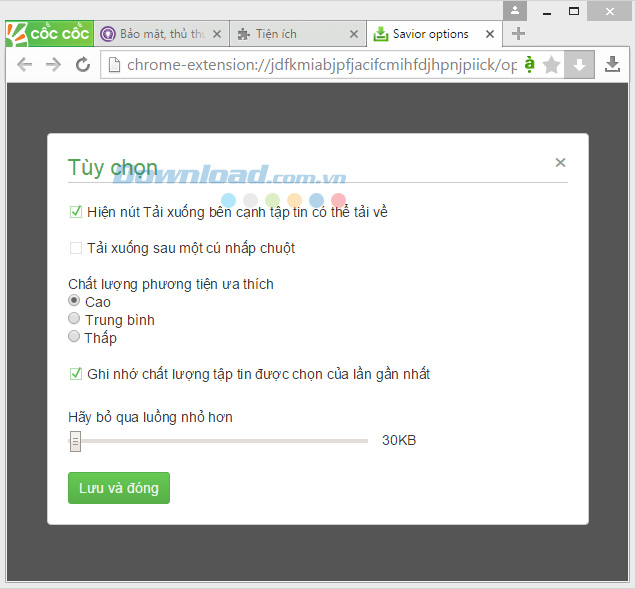 cốc cốc
Bảo mật, thủ thu
Tiện ích
Savior options
chrome-extension://jdfkmiabjpfjacifcmihfdjhpnjpiick/op
ạ
Tùy chọn
Download.com.vn
Hiện nút Tải xuống bên cạnh tập tin có thể tải về
Tải xuống sau một cú nhấp chuột
Chất lượng phương tiện ưa thích
Cao
Trung bình
Thấp
Ghi nhớ chất lượng tập tin được chọn của lần gần nhất
Hãy bỏ qua luồng nhỏ hơn
30KB
Lưu và đóng